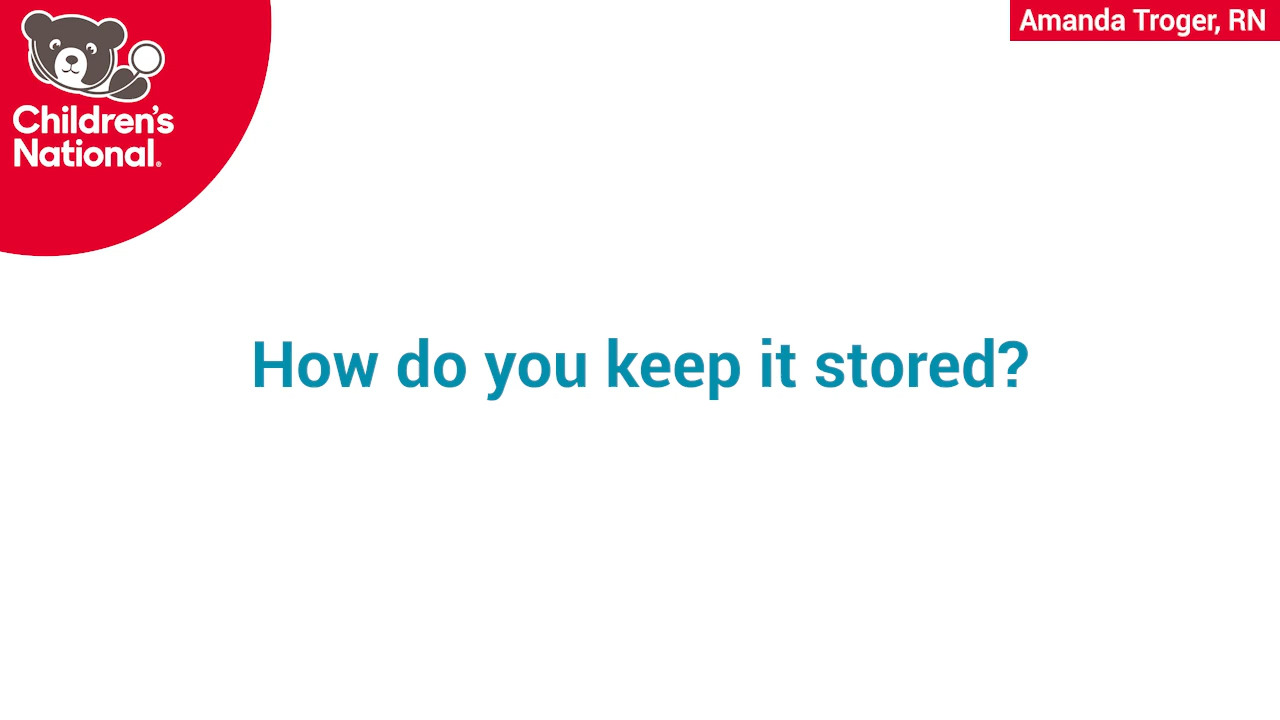 Children's
National®
Amanda Troger, RN
How do you keep it stored?